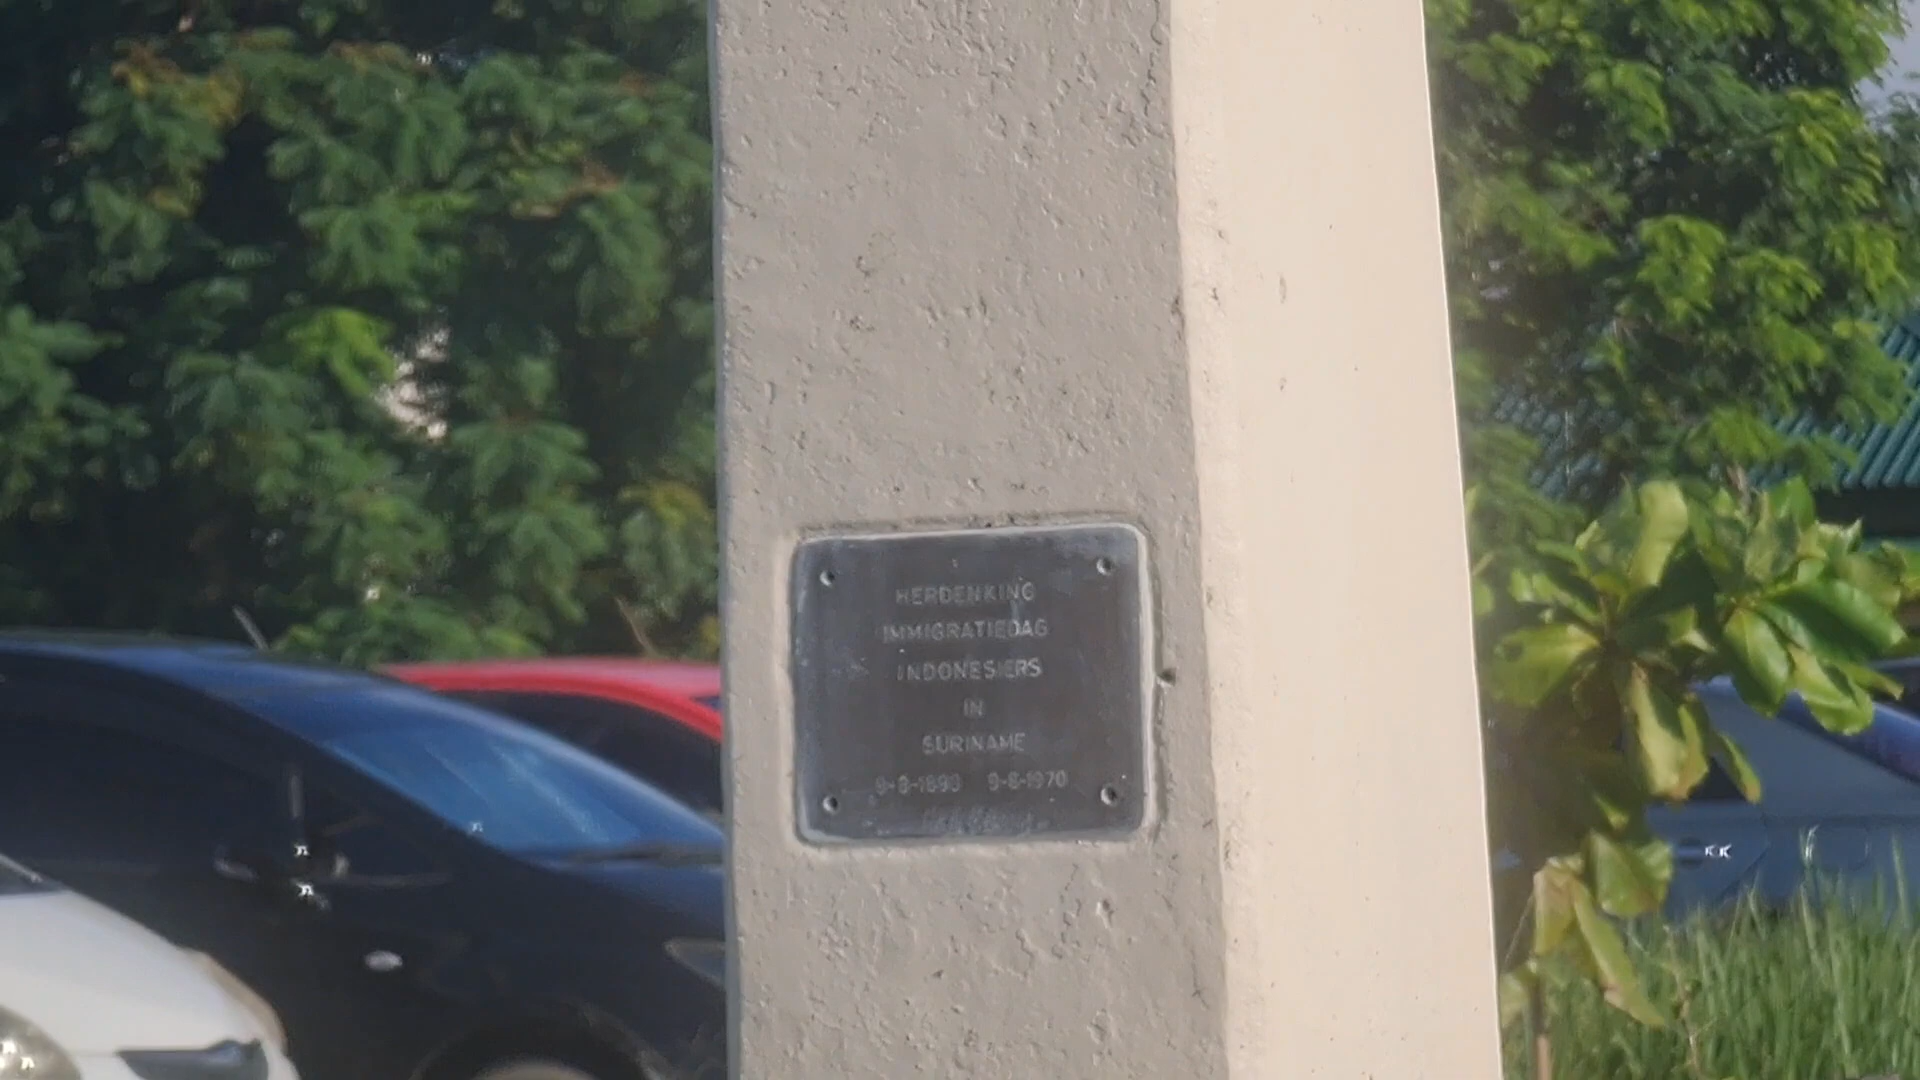 HERDENKING
IMMIGRATIEDAG
INDONESIERS
IN
SURINAME
9-8-1890 9-8-1970